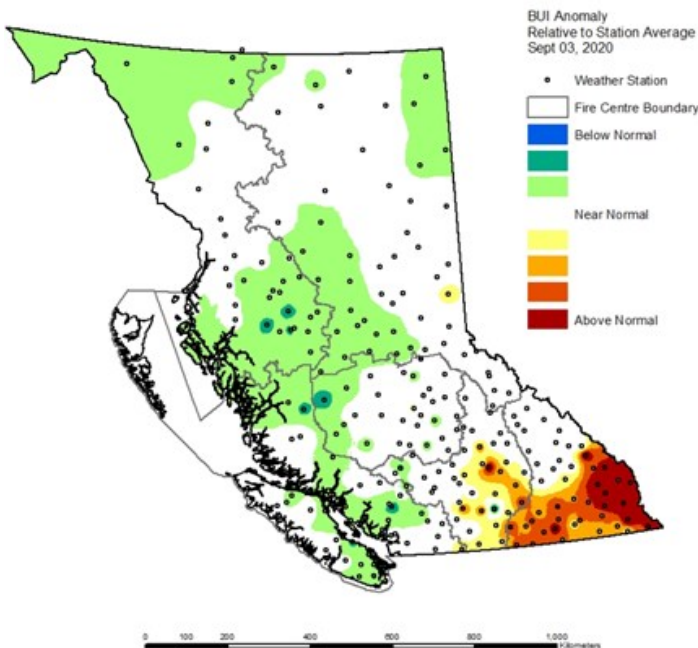 BUI Anomaly
Relative to Station Average
Sept 03, 2020
Weather Station
Fire Centre Boundary
Below Normal
Near Normal
Above Normal
0 100 200 400 600 800 1,000
Kilometers